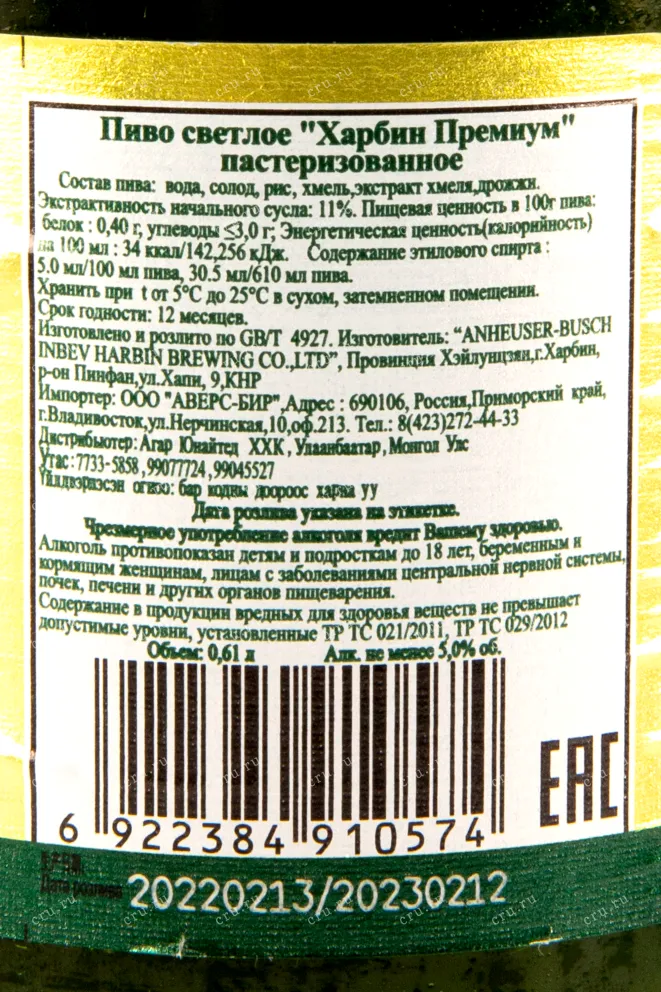 Пиво светлое "Харбин Премиум"
пастеризованное
Состав пива: вода, солод, рис, хмель,экстракт хмеля,дрожжи.
Экстрактивность начального сусла: 11%. Пищевая ценность в 100г пива:
белок : 0,40 г, углеводы ≤3,0 г; Энергетическая ценность(калорийность)
на 100 мл : 34 ккал/142,256 кДж. Содержание этилового спирта :
5.0 мл/100 мл пива, 30.5 мл/610 мл пива.
Хранить при t от 5°C до 25°C в сухом, затемненном помещении.
Срок годности: 12 месяцев.
Изготовлено и розлито по GB/T 4927. Изготовитель: “ANHEUSER-BUSCH
INBEV HARBIN BREWING CO.,LTD”, Провинция Хэйлунцзян,г.Харбин,
р-он Пинфан,ул.Хапи, 9,КНР
Импортер: ООО "АВЕРС-БИР",Адрес : 690106, Россия,Приморский край,
г.Владивосток,ул.Нерчинская,10,оф.213. Тел.: 8(423)272-44-33
Дистрибьютер: Агар Юнайтед ХХК , Улаанбаатар , Монгол Улс
Утас : 7733-5858 , 99077724 , 99045527
огноо: бар кодны доороос харна уу
Дата розлива указана на этикетке.
Чрезмерное употребление алкоголя вредит Вашему здоровью.
Алкоголь противопоказан детям и подросткам до 18 лет, беременным и
кормящим женщинам, лицам с заболеваниями центральной нервной системы,
почек, печени и других органов пищеварения.
Содержание в продукции вредных для здоровья веществ не превышает
допустимые уровни, установленные ТР ТС 021/2011, ТР ТС 029/2012
Объем: 0,61 л Алк. не менее 5,0% об.
EAC
6 922384 910574
Дата розлива 20220213/20230212